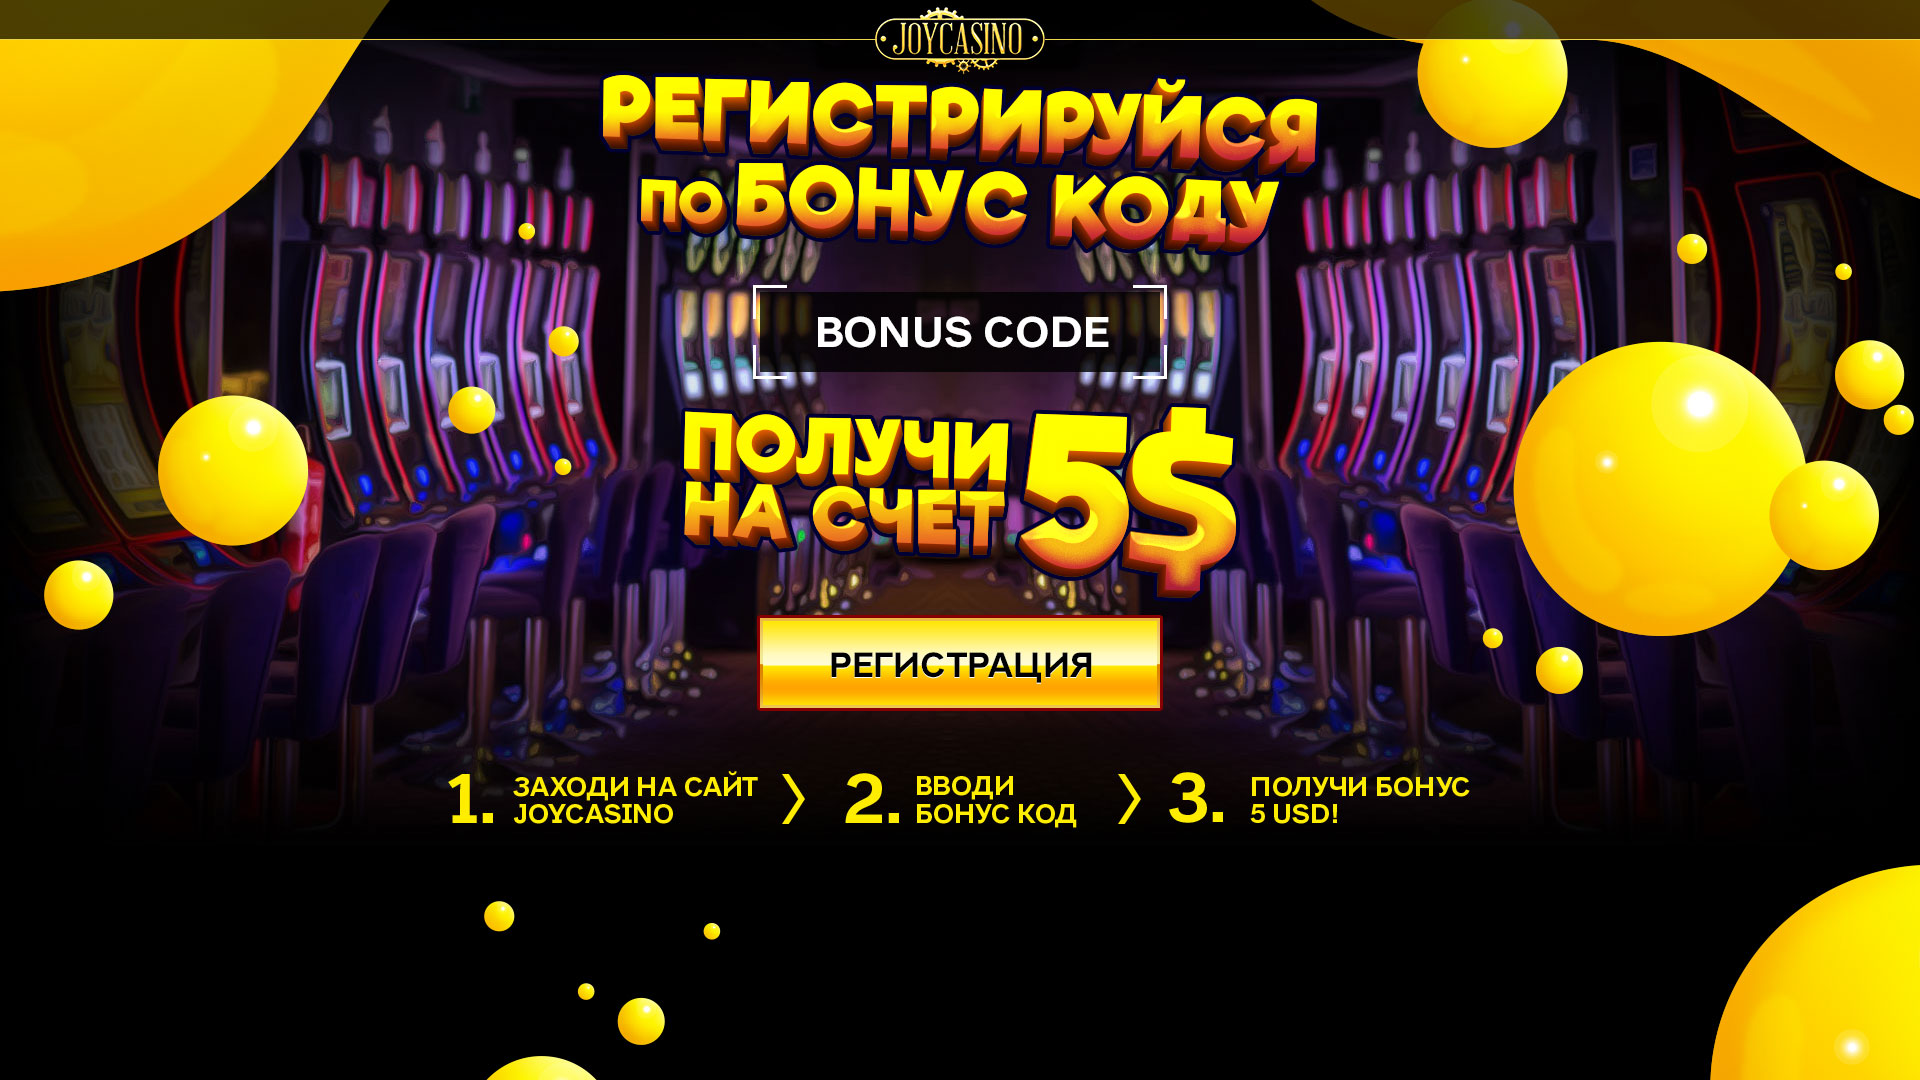 JOYCASINO
РЕГИСТРИРУЙСЯ
ПО БОНУС КОДУ
BONUS CODE
ПОЛУЧИ
НА СЧЕТ 5$
РЕГИСТРАЦИЯ
1. ЗАХОДИ НА САЙТ
JOYCASINO
2. ВВОДИ
БОНУС КОД
3. ПОЛУЧИ БОНУС
5 USD!